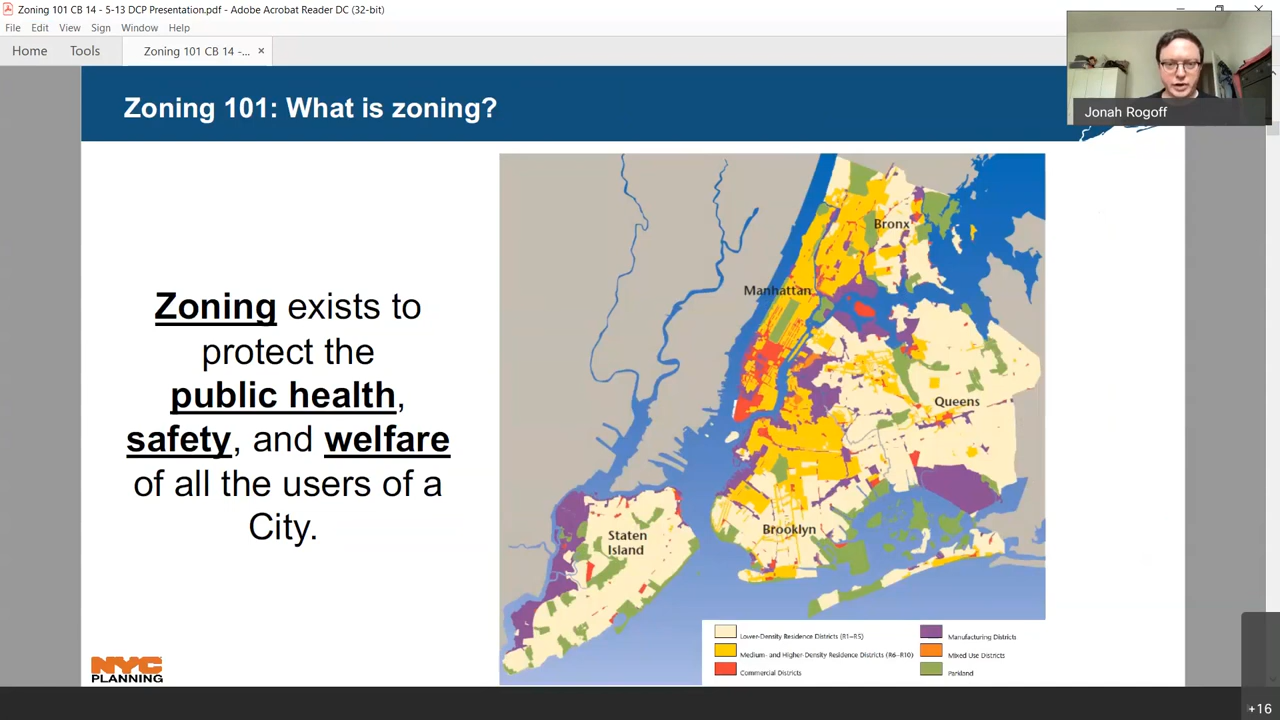 Zoning 101 CB 14 - 5-13 DCP Presentation.pdf - Adobe Acrobat Reader DC (32-bit)
File Edit View Sign Window Help
Home Tools Zoning 101 CB 14 -... ×
Jonah Rogoff
Zoning 101: What is zoning?
Zoning exists to
protect the
public health,
safety, and welfare
of all the users of a
City.
Bronx
Manhattan
Queens
Brooklyn
Staten
Island
Lower-Density Residence Districts (R1–R5)
Medium- and Higher-Density Residence Districts (R6–R10)
Commercial Districts
Manufacturing Districts
Mixed Use Districts
Parkland
NYC
PLANNING
+16